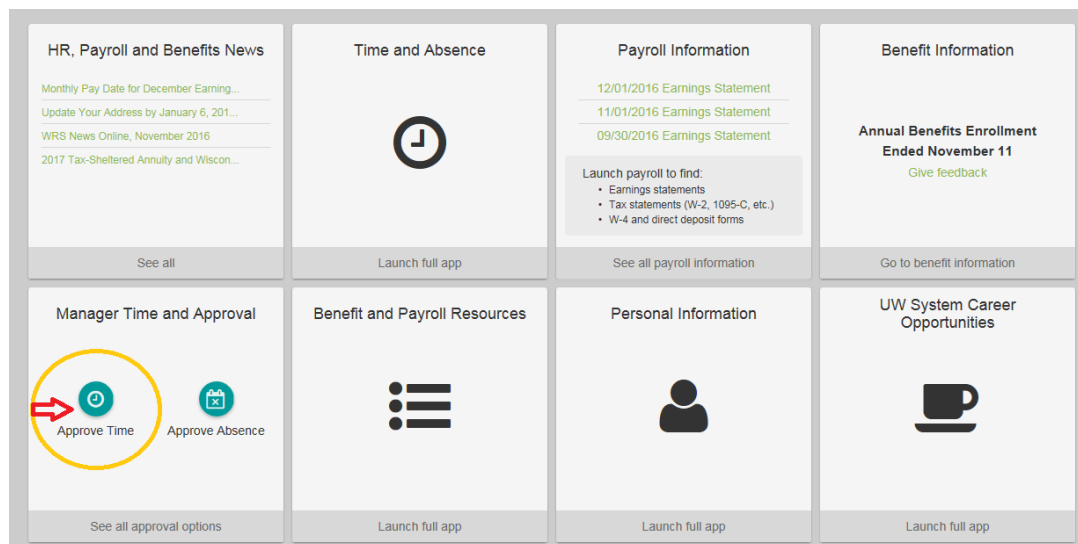 HR, Payroll and Benefits News
Monthly Pay Date for December Earning...
Update Your Address by January 6, 201...
WRS News Online, November 2016
2017 Tax-Sheltered Annuity and Wiscon...
See all
Time and Absence
Launch full app
Payroll Information
12/01/2016 Earnings Statement
11/01/2016 Earnings Statement
09/30/2016 Earnings Statement
Launch payroll to find:
• Earnings statements
• Tax statements (W-2, 1095-C, etc.)
• W-4 and direct deposit forms
See all payroll information
Benefit Information
Annual Benefits Enrollment
Ended November 11
Give feedback
Go to benefit information
Manager Time and Approval
Approve Time
Approve Absence
See all approval options
Benefit and Payroll Resources
Launch full app
Personal Information
Launch full app
UW System Career
Opportunities
Launch full app